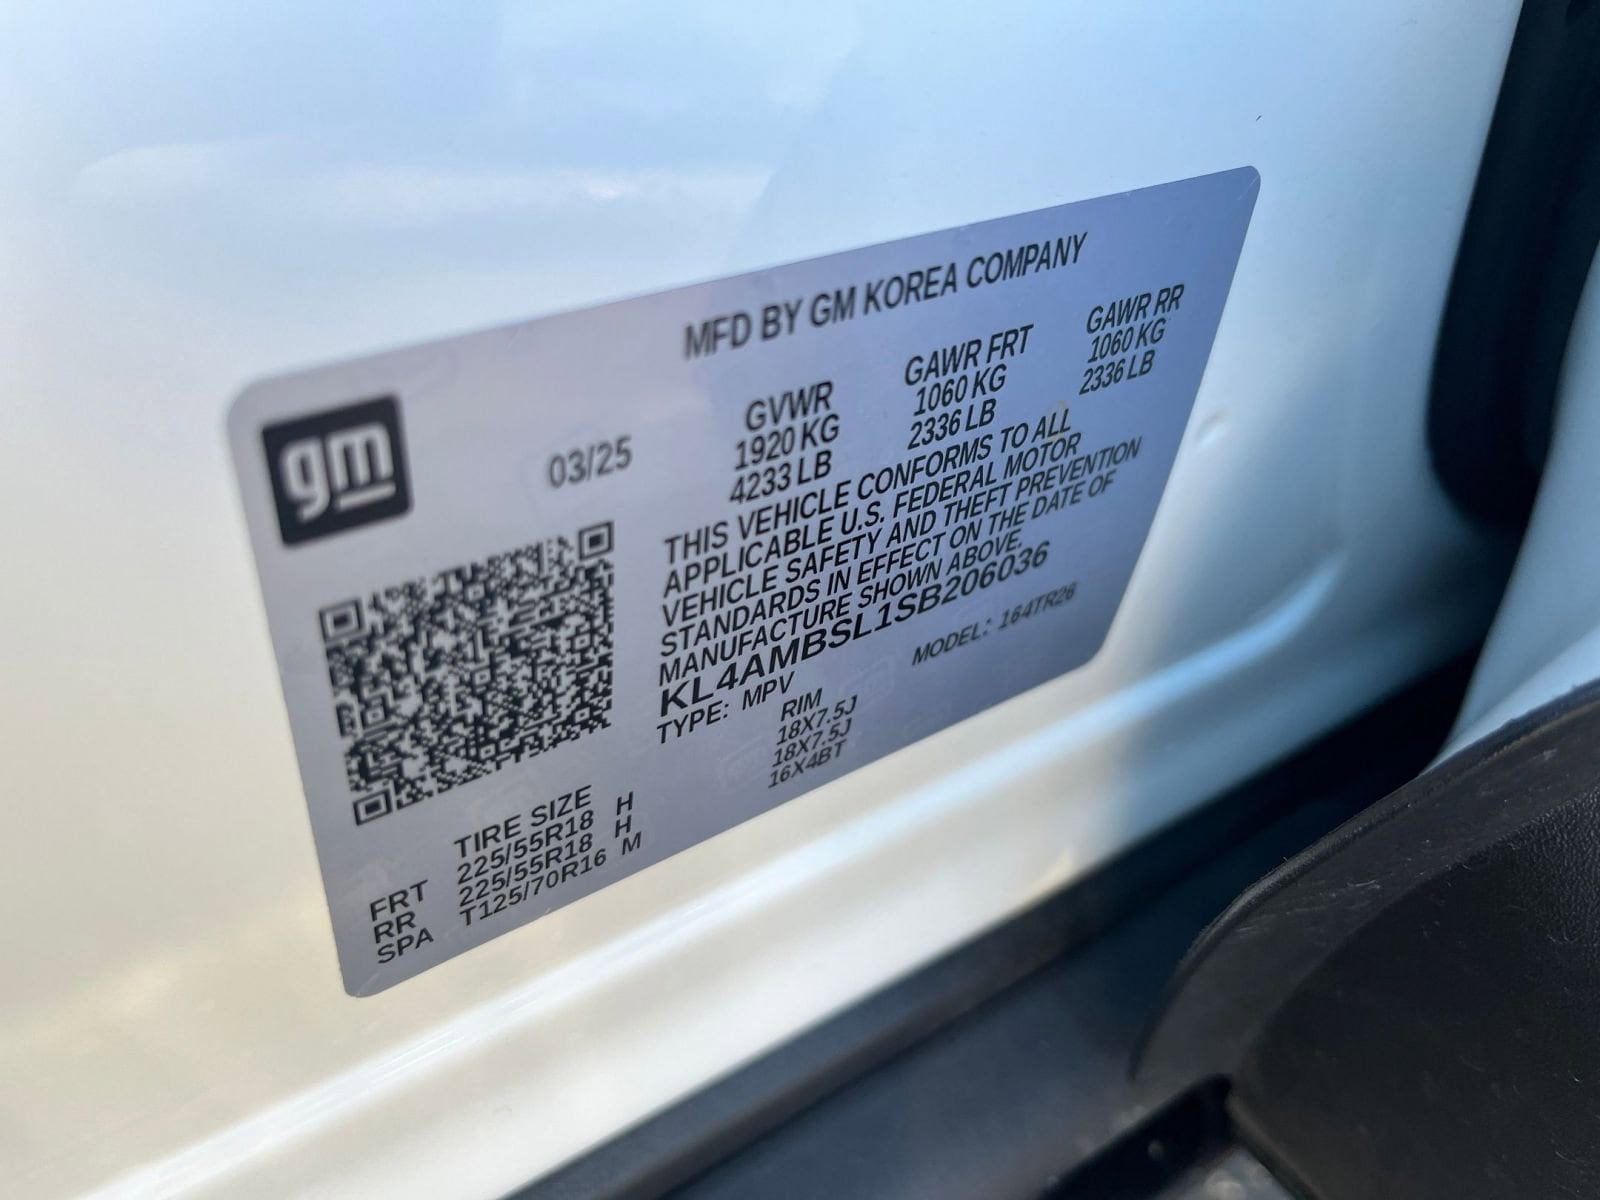 MFD BY GM KOREA COMPANY
gm
03/25
GVWR GAWR FRT GAWR RR
1920 KG 1060 KG 1060 KG
4233 LB 2336 LB 2336 LB
THIS VEHICLE CONFORMS TO ALL
APPLICABLE U.S. FEDERAL MOTOR
VEHICLE SAFETY AND THEFT PREVENTION
STANDARDS IN EFFECT ON THE DATE OF
MANUFACTURE SHOWN ABOVE.
KL4AMBSL1SB206036
TYPE: MPV MODEL: 164TR26
TIRE SIZE RIM
FRT 225/55R18 H 18X7.5J
RR 225/55R18 H 18X7.5J
SPA T125/70R16 M 16X4BT